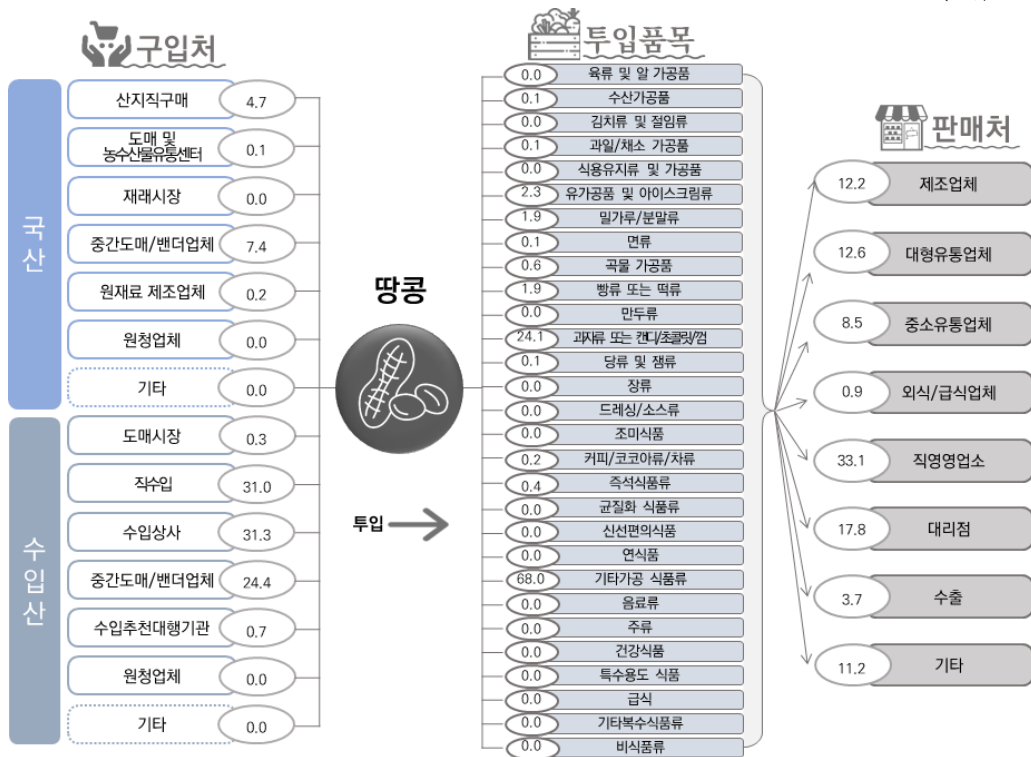 구입처
국산
산지직구매 4.7
도매 및
농수산물유통센터 0.1
재래시장 0.0
중간도매/밴더업체 7.4
원재료 제조업체 0.2
원청업체 0.0
기타 0.0
수입산
도매시장 0.3
직수입 31.0
수입상사 31.3
중간도매/밴더업체 24.4
수입추천대행기관 0.7
원청업체 0.0
기타 0.0
땅콩
투입
투입품목
0.0 육류 및 알 가공품
0.1 수산가공품
0.0 김치류 및 절임류
0.1 과일/채소 가공품
0.0 식용유지류 및 가공품
2.3 유가공품 및 아이스크림류
1.9 밀가루/분말류
0.1 면류
0.6 곡물 가공품
1.9 빵류 또는 떡류
0.0 만두류
24.1 과자류 또는 캔디/초콜릿/껌
0.1 당류 및 잼류
0.0 장류
0.0 드레싱/소스류
0.0 조미식품
0.2 커피/코코아류/차류
0.4 즉석식품류
0.0 균질화 식품류
0.0 신선편의식품
0.0 연식품
68.0 기타가공 식품류
0.0 음료류
0.0 주류
0.0 건강식품
0.0 특수용도 식품
0.0 급식
0.0 기타복수식품류
0.0 비식품류
판매처
12.2 제조업체
12.6 대형유통업체
8.5 중소유통업체
0.9 외식/급식업체
33.1 직영영업소
17.8 대리점
3.7 수출
11.2 기타